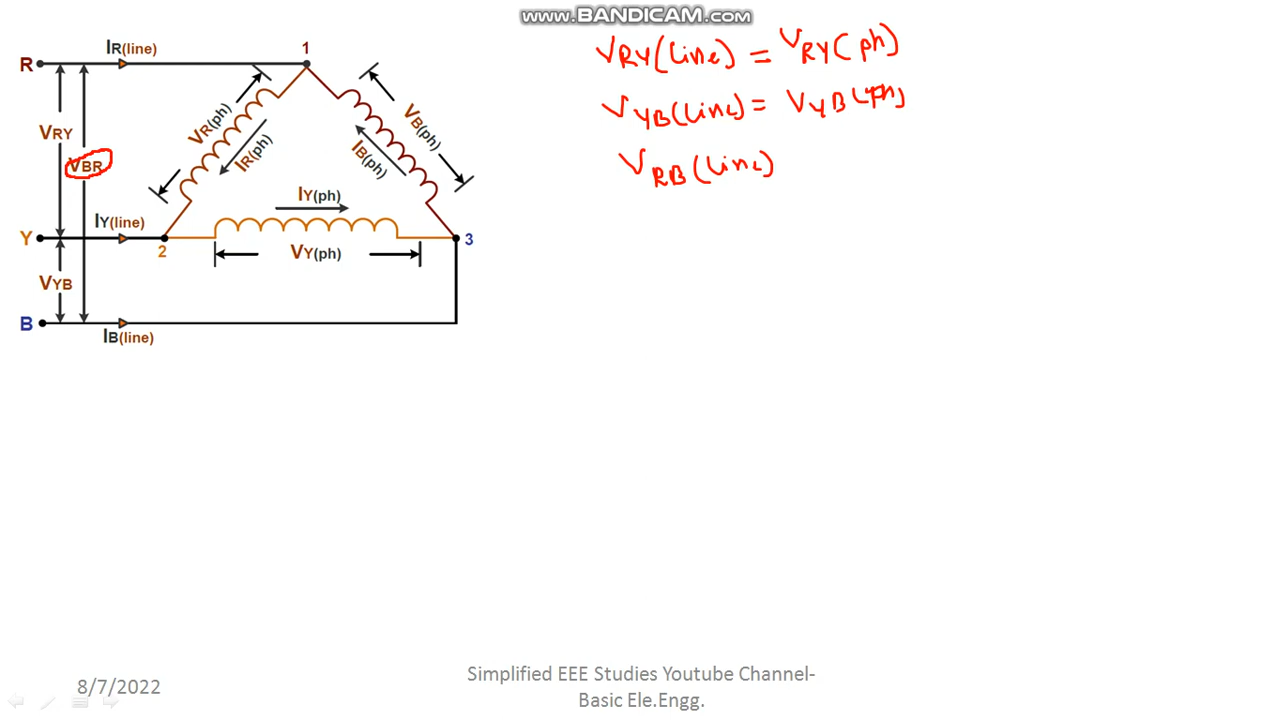 www.BANDICAM.com
IR(line)
R
1
VRY(line) = VRY(ph)
VR(ph)
IR(ph)
VB(ph)
IB(ph)
VYB(line) = VYB(ph)
VRY
VBR
VRB(line)
IY(ph)
IY(line)
Y
2
3
VY(ph)
VYB
B
IB(line)
8/7/2022
Simplified EEE Studies Youtube Channel-
Basic Ele.Engg.